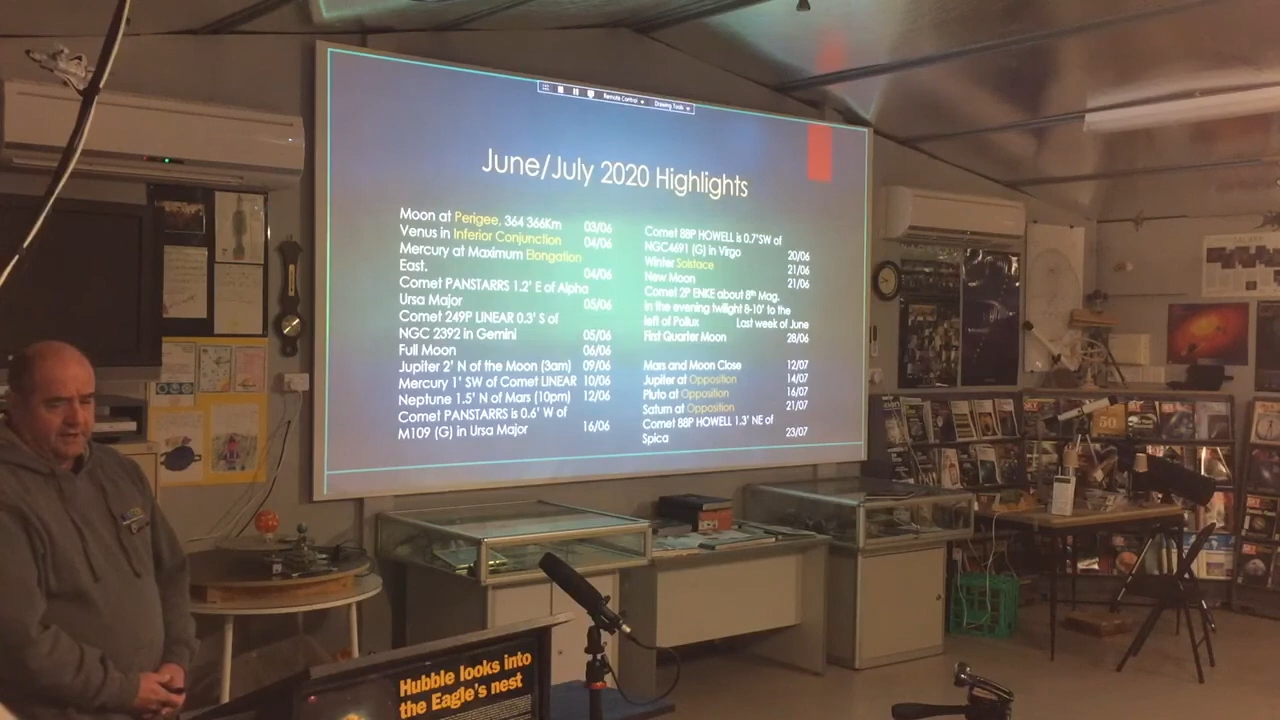 Remote Control Drawing Tools
June/July 2020 Highlights
Moon at Perigee, 364 366Km 03/06
Venus in Inferior Conjunction 04/06
Mercury at Maximum Elongation
East. 04/06
Comet PANSTARRS 1.2' E of Alpha
Ursa Major 05/06
Comet 249P LINEAR 0.3' S of
NGC 2392 in Gemini 05/06
Full Moon 06/06
Jupiter 2' N of the Moon (3am) 09/06
Mercury 1' SW of Comet LINEAR 10/06
Neptune 1.5' N of Mars (10pm) 12/06
Comet PANSTARRS is 0.6' W of
M109 (G) in Ursa Major 16/06
Comet 88P HOWELL is 0.7'SW of
NGC4691 (G) in Virgo 20/06
Winter Solstace 21/06
New Moon 21/06
Comet 2P ENKE about 8th Mag.
in the evening twilight 8-10' to the
left of Pollux Last week of June
First Quarter Moon 28/06
Mars and Moon Close 12/07
Jupiter at Opposition 14/07
Pluto at Opposition 16/07
Saturn at Opposition 21/07
Comet 88P HOWELL 1.3' NE of
Spica 23/07
Hubble looks into
the Eagle's nest
SKY
50